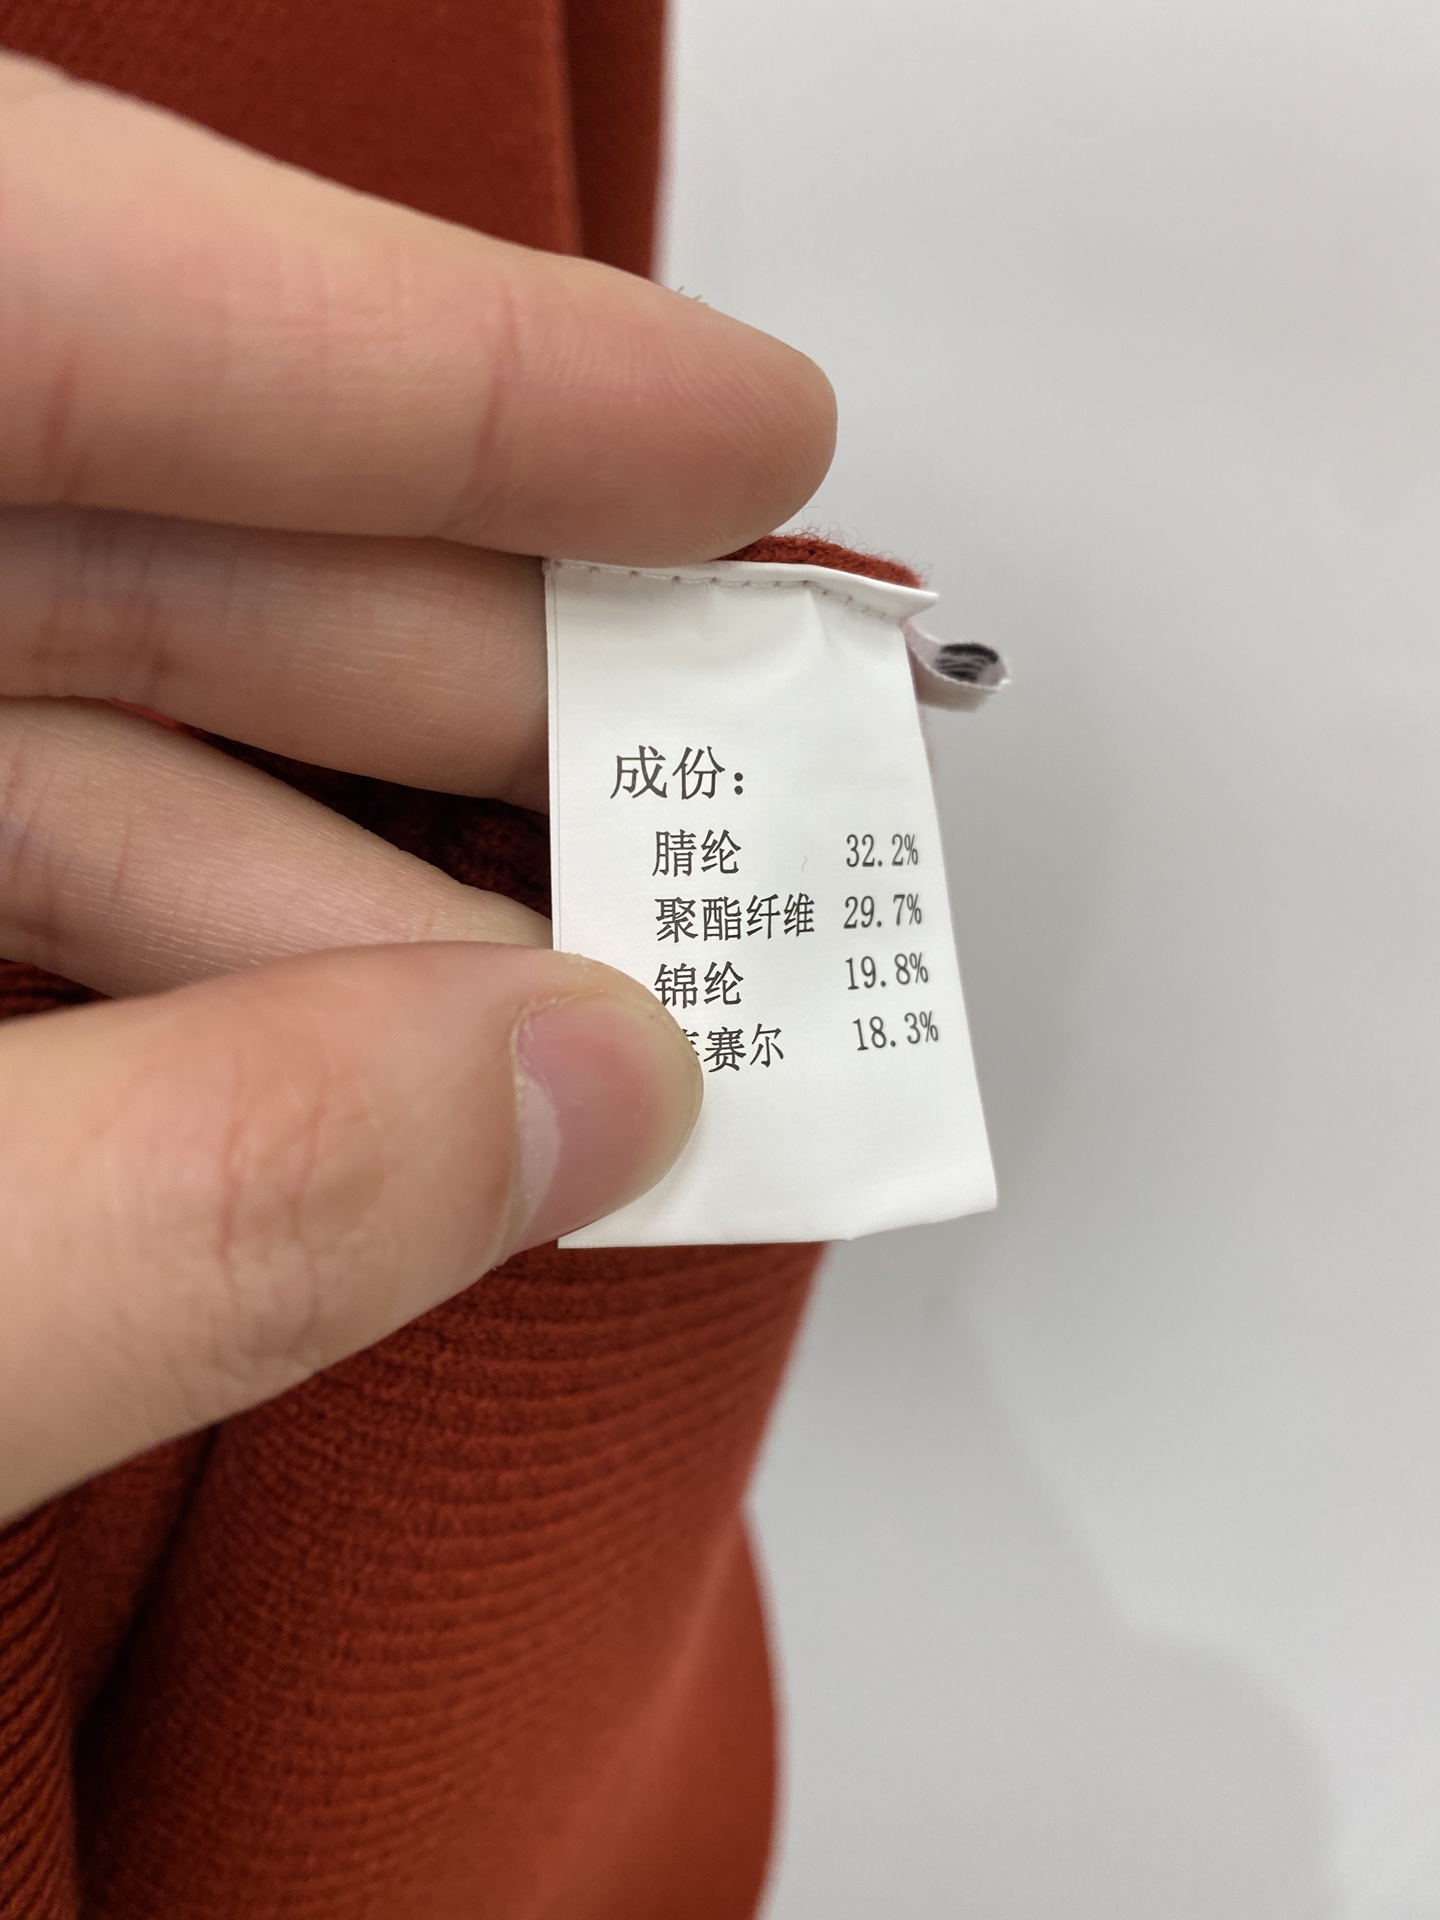 成份：
腈纶 32.2%
聚酯纤维 29.7%
锦纶 19.8%
赛尔 18.3%